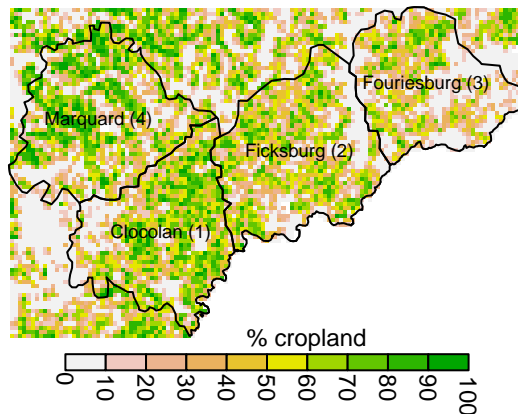 Fouriesburg (3)
Marquard (4)
Ficksburg (2)
Clocolan (1)
% cropland
0 10 20 30 40 50 60 70 80 90 100